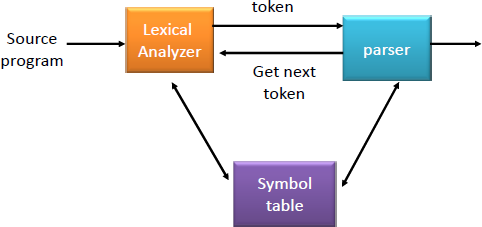 token
Source
program
Lexical
Analyzer
parser
Get next
token
Symbol
table